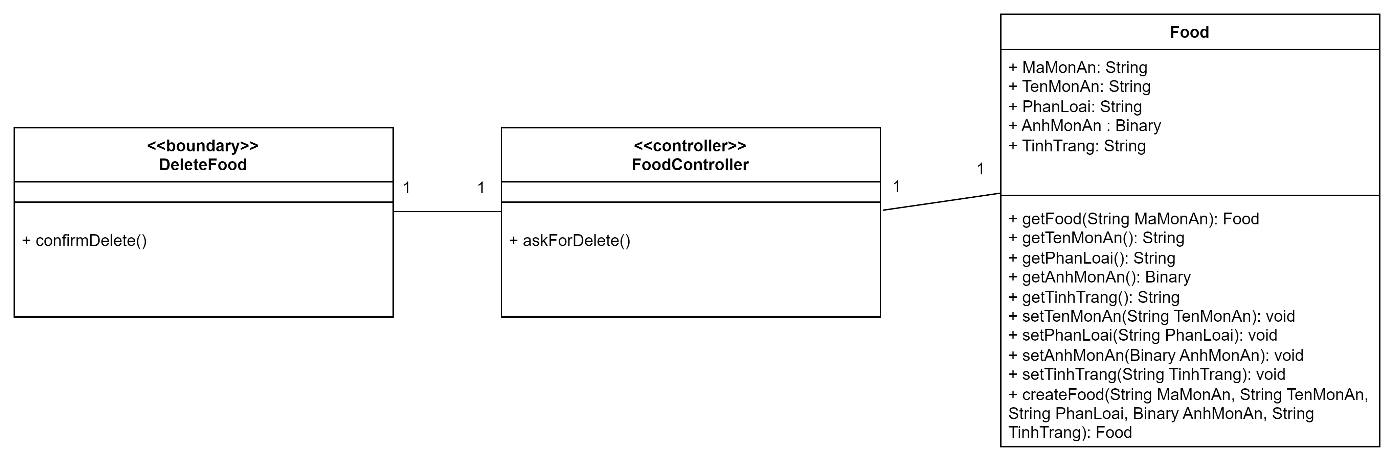 <<boundary>>
DeleteFood
+ confirmDelete()
1
1
<<controller>>
FoodController
+ askForDelete()
1
1
Food
+ MaMonAn: String
+ TenMonAn: String
+ PhanLoai: String
+ AnhMonAn : Binary
+ TinhTrang: String
+ getFood(String MaMonAn): Food
+ getTenMonAn(): String
+ getPhanLoai(): String
+ getAnhMonAn(): Binary
+ getTinhTrang(): String
+ setTenMonAn(String TenMonAn): void
+ setPhanLoai(String PhanLoai): void
+ setAnhMonAn(Binary AnhMonAn): void
+ setTinhTrang(String TinhTrang): void
+ createFood(String MaMonAn, String TenMonAn,
String PhanLoai, Binary AnhMonAn, String
TinhTrang): Food